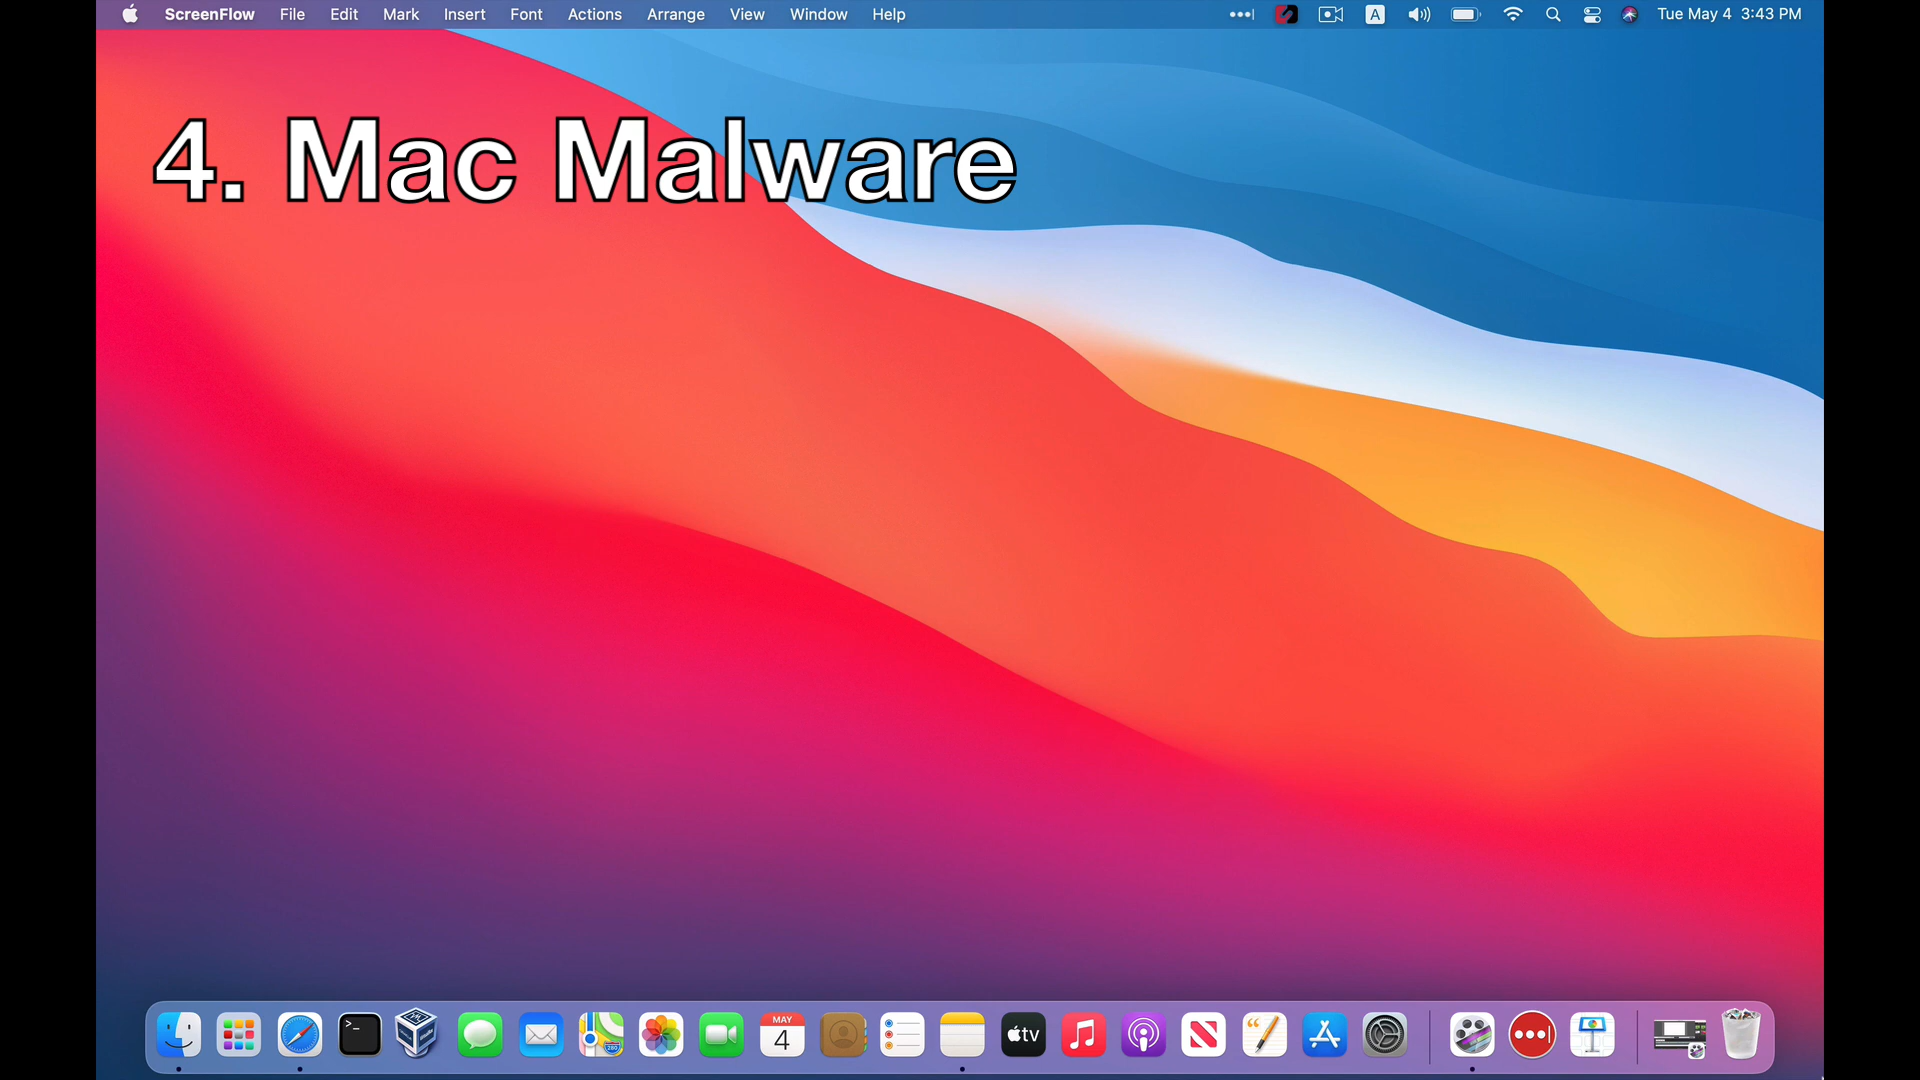 ScreenFlow File Edit Mark Insert Font Actions Arrange View Window Help A Tue May 4 3:43 PM
4. Mac Malware
>_ 280 MAY 4 tv